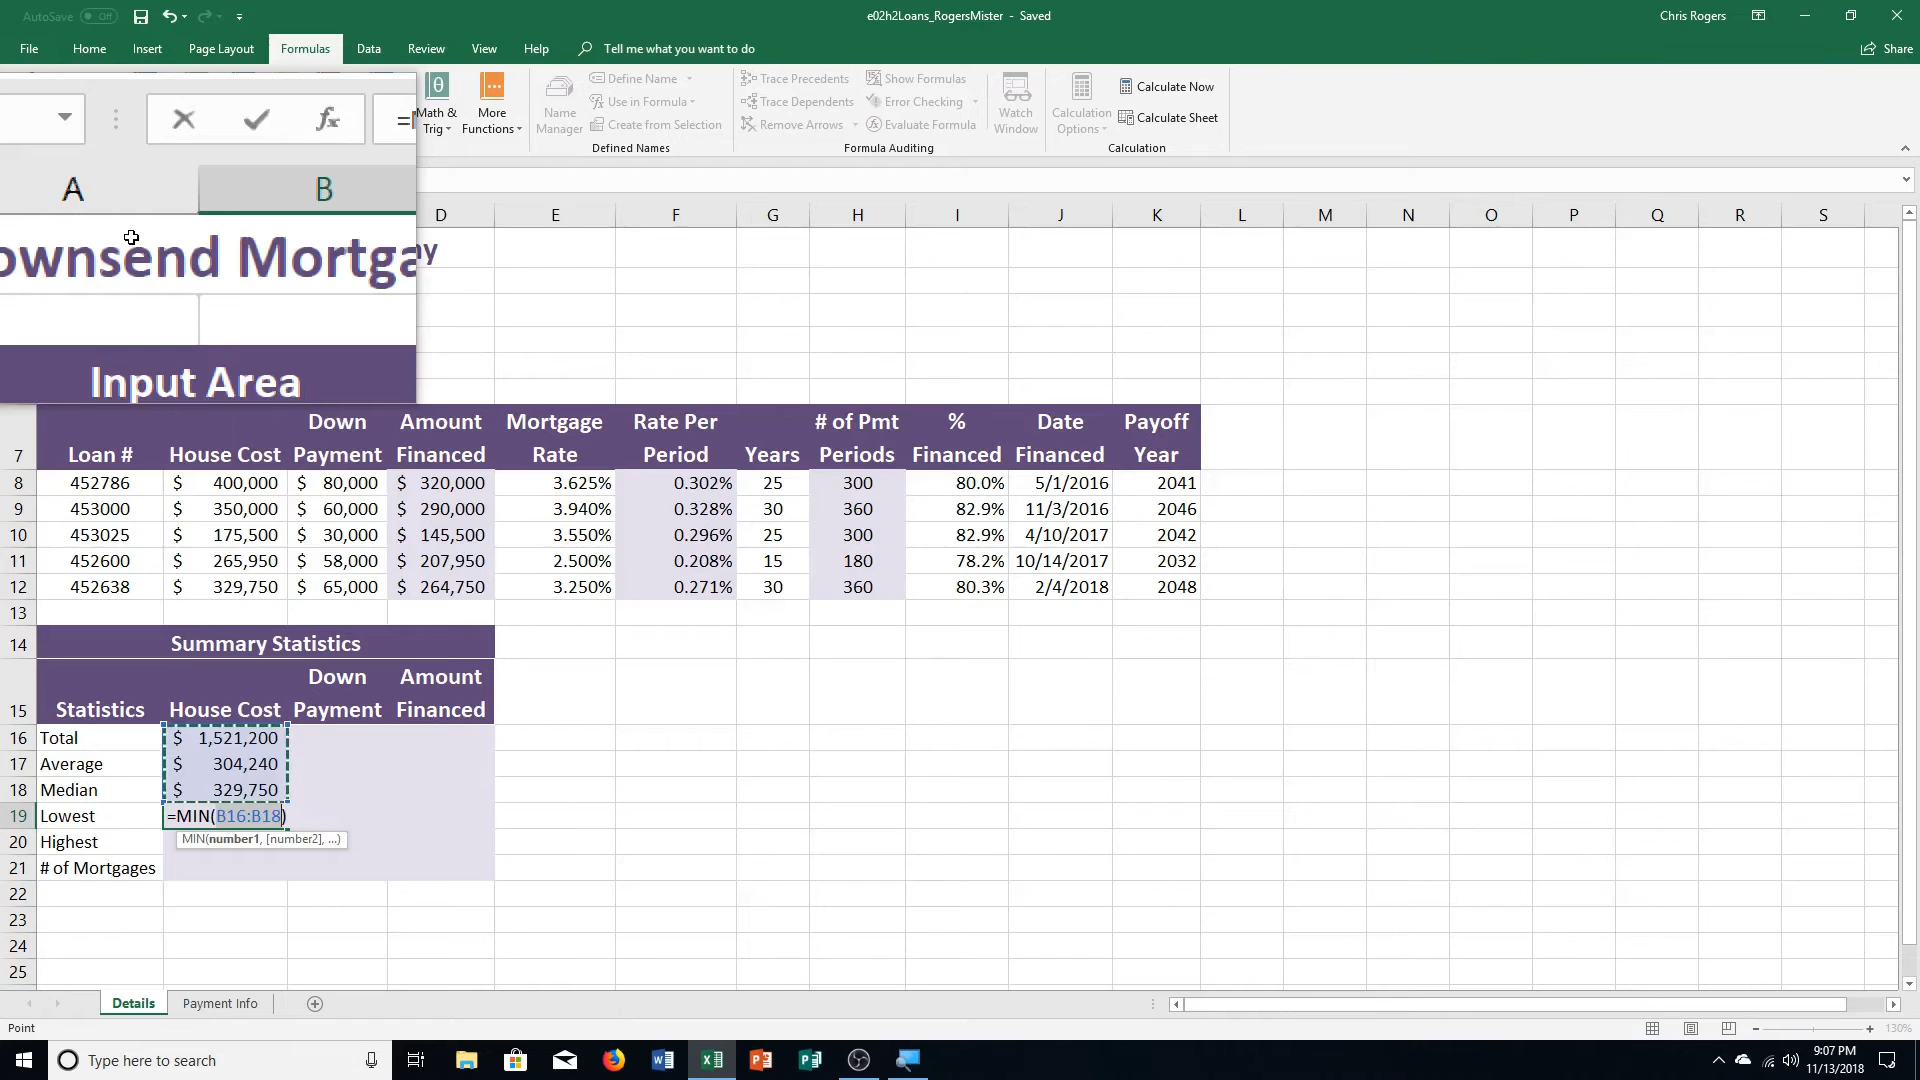 AutoSave Off
e02h2Loans_RogersMister - Saved
Chris Rogers
File Home Insert Page Layout Formulas Data Review View Help Tell me what you want to do
Share
Math & Trig
More Functions
Name Manager
Define Name
Use in Formula
Create from Selection
Defined Names
Trace Precedents
Trace Dependents
Remove Arrows
Show Formulas
Error Checking
Evaluate Formula
Formula Auditing
Watch Window
Calculation Options
Calculate Now
Calculate Sheet
Calculation
fx
A B D E F G H I J K L M N O P Q R S
ownsend Mortga
Input Area
7 Loan # House Cost Down Payment Amount Financed Mortgage Rate Rate Per Period Years # of Pmt Periods % Financed Date Financed Payoff Year
8 452786 $ 400,000 $ 80,000 $ 320,000 3.625% 0.302% 25 300 80.0% 5/1/2016 2041
9 453000 $ 350,000 $ 60,000 $ 290,000 3.940% 0.328% 30 360 82.9% 11/3/2016 2046
10 453025 $ 175,500 $ 30,000 $ 145,500 3.550% 0.296% 25 300 82.9% 4/10/2017 2042
11 452600 $ 265,950 $ 58,000 $ 207,950 2.500% 0.208% 15 180 78.2% 10/14/2017 2032
12 452638 $ 329,750 $ 65,000 $ 264,750 3.250% 0.271% 30 360 80.3% 2/4/2018 2048
13
14 Summary Statistics
15 Statistics House Cost Down Payment Amount Financed
16 Total $ 1,521,200
17 Average $ 304,240
18 Median $ 329,750
19 Lowest =MIN(B16:B18)
MIN(number1, [number2], ...)
20 Highest
21 # of Mortgages
22
23
24
25
Details Payment Info
Point
130%
Type here to search
9:07 PM
11/13/2018